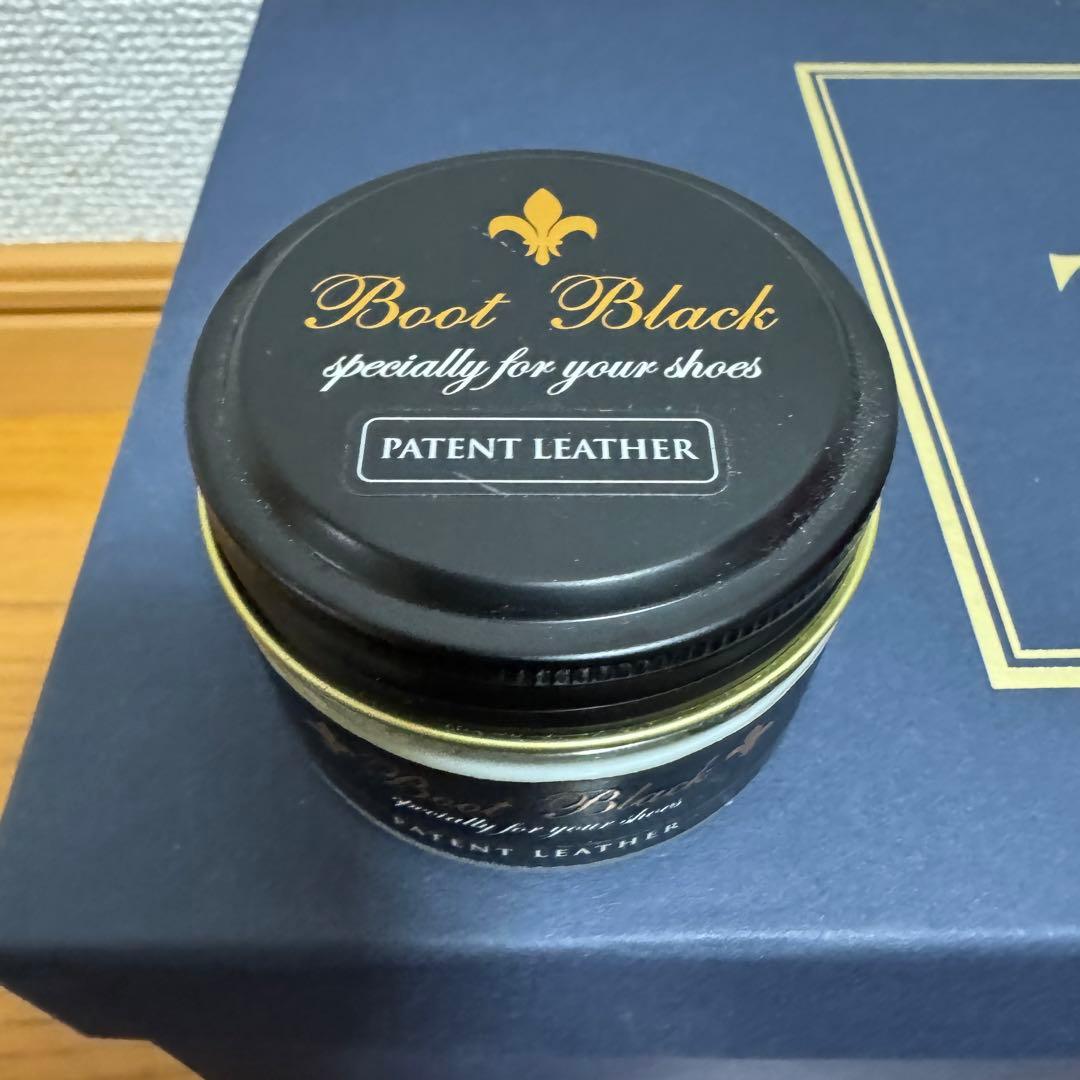 Boot Black
specially for your shoes
PATENT LEATHER
Boot Black
specially for your shoes
PATENT LEATHER